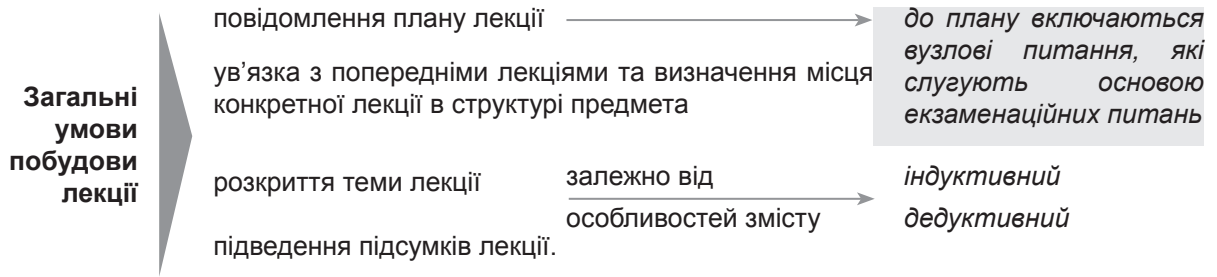 Загальні
умови
побудови
лекції
повідомлення плану лекції
до плану включаються
вузлові питання, які
слугують основою
екзаменаційних питань
ув'язка з попередніми лекціями та визначення місця
конкретної лекції в структурі предмета
розкриття теми лекції
залежно від
особливостей змісту
індуктивний
дедуктивний
підведення підсумків лекції.